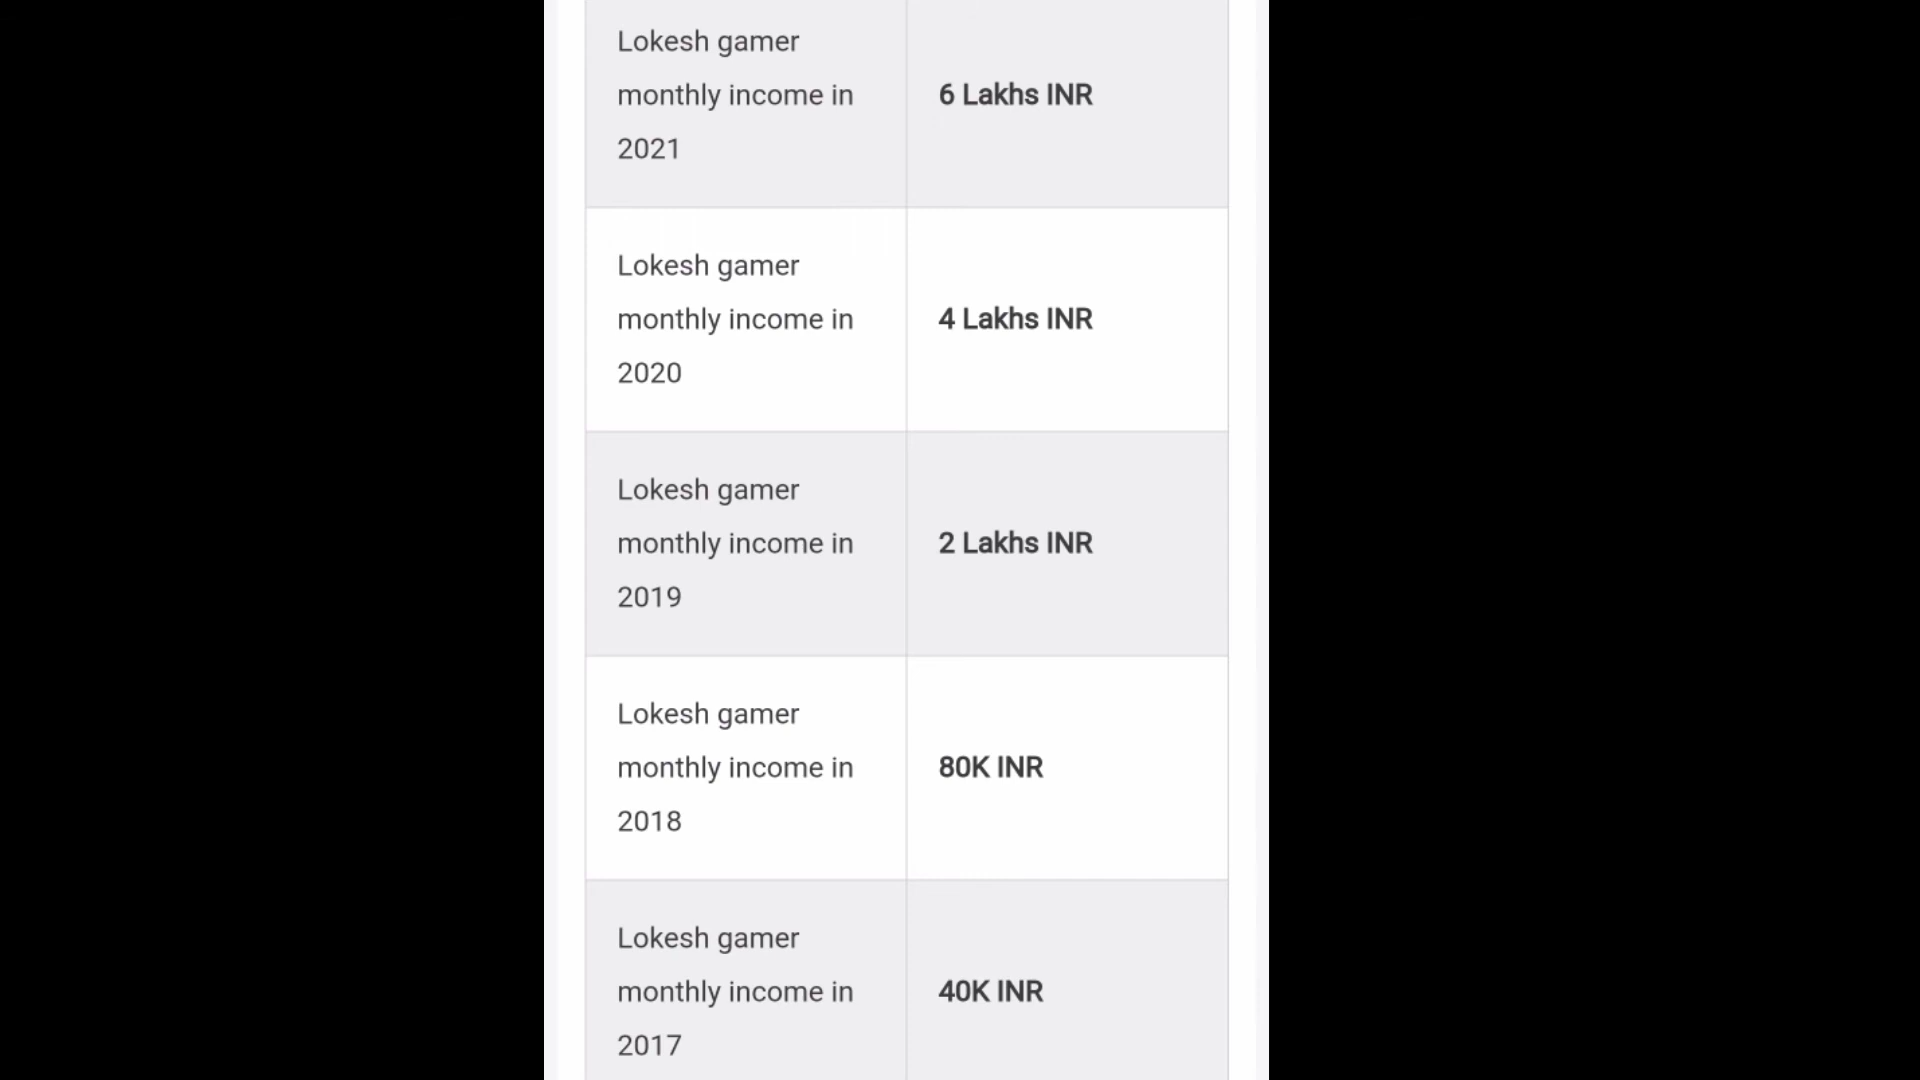 Lokesh gamer
monthly income in
2021
6 Lakhs INR
Lokesh gamer
monthly income in
2020
4 Lakhs INR
Lokesh gamer
monthly income in
2019
2 Lakhs INR
Lokesh gamer
monthly income in
2018
80K INR
Lokesh gamer
monthly income in
2017
40K INR